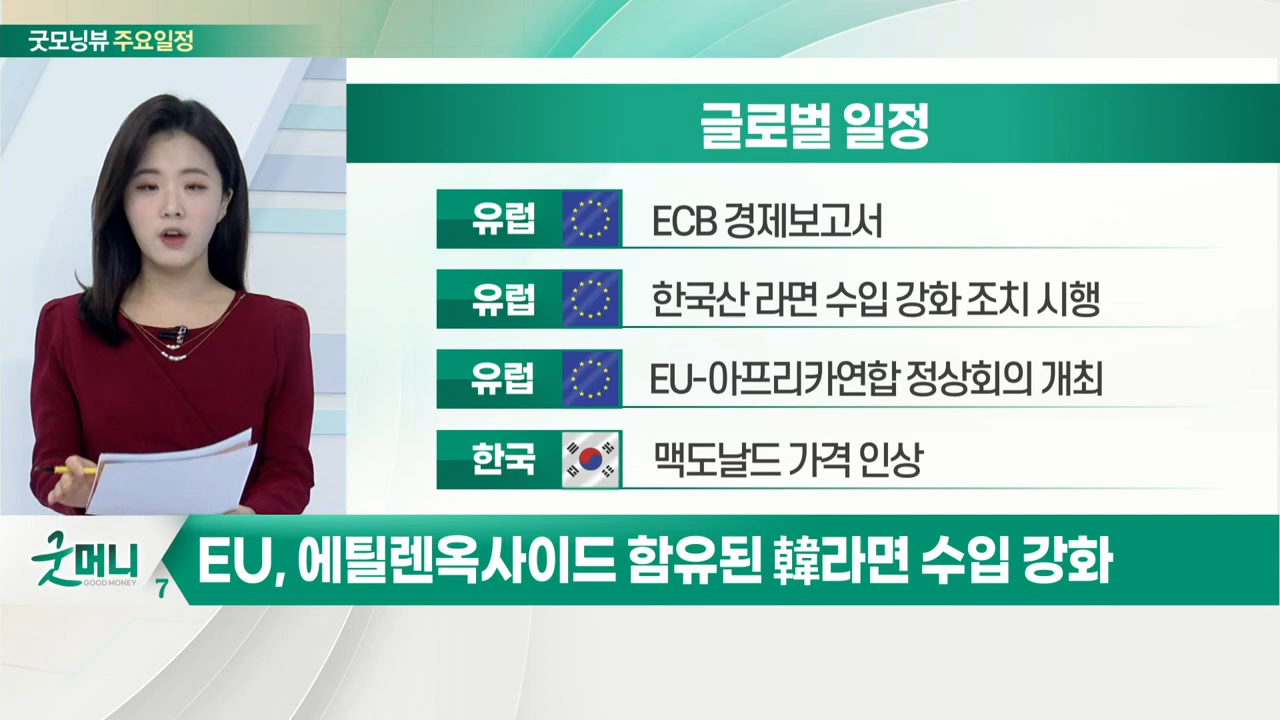 굿모닝뷰 주요일정
글로벌 일정
유럽 ECB 경제보고서
유럽 한국산 라면 수입 강화 조치 시행
유럽 EU-아프리카연합 정상회의 개최
한국 맥도날드 가격 인상
굿머니
GOOD MONEY
7
EU, 에틸렌옥사이드 함유된 韓라면 수입 강화